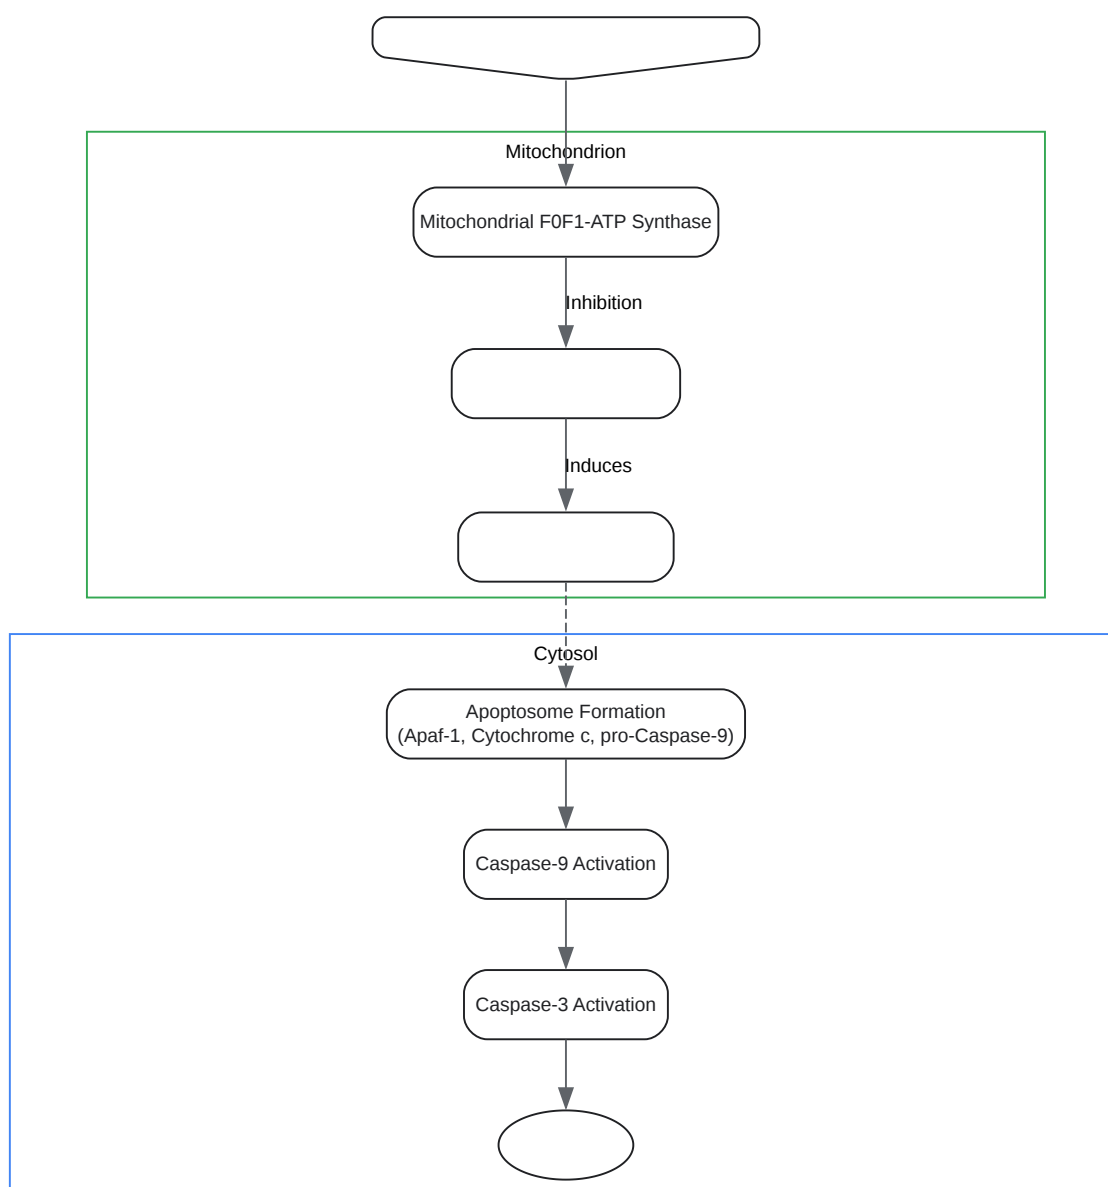 Mitochondrion
Mitochondrial F0F1-ATP Synthase
Inhibition
Induces
Cytosol
Apoptosome Formation
(Apaf-1, Cytochrome c, pro-Caspase-9)
Caspase-9 Activation
Caspase-3 Activation